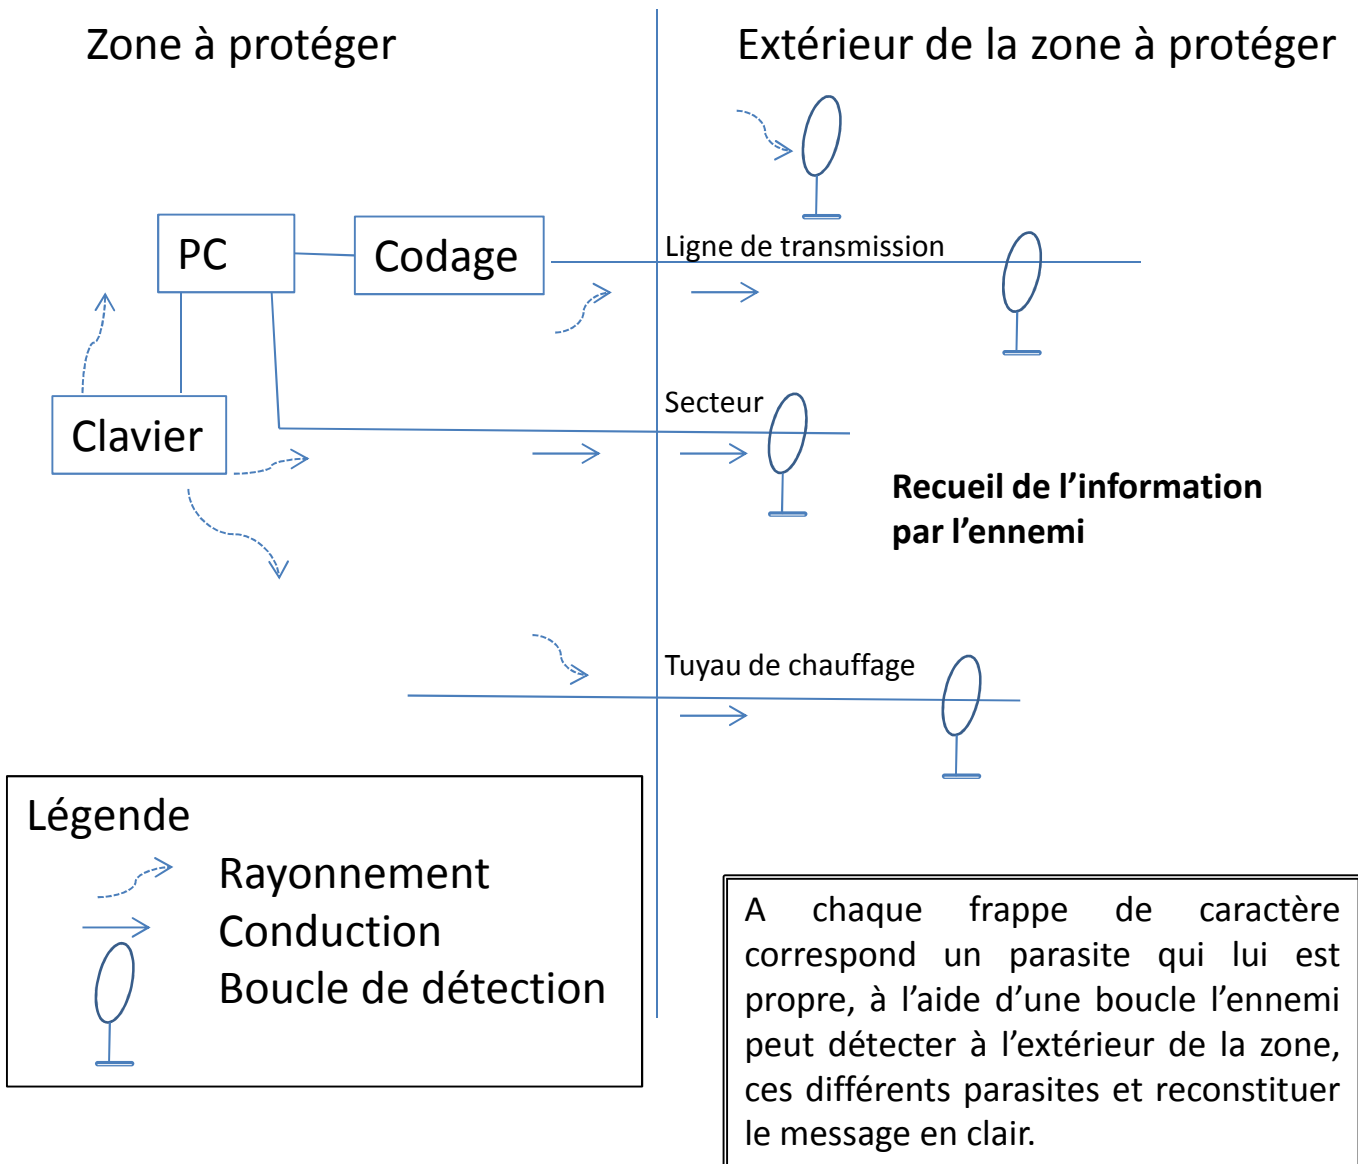 Zone à protéger
Extérieur de la zone à protéger
PC
Codage
Ligne de transmission
Clavier
Secteur
Recueil de l’information
par l’ennemi
Tuyau de chauffage
Légende
Rayonnement
Conduction
Boucle de détection
A chaque frappe de caractère
correspond un parasite qui lui est
propre, à l’aide d’une boucle l’ennemi
peut détecter à l’extérieur de la zone,
ces différents parasites et reconstituer
le message en clair.